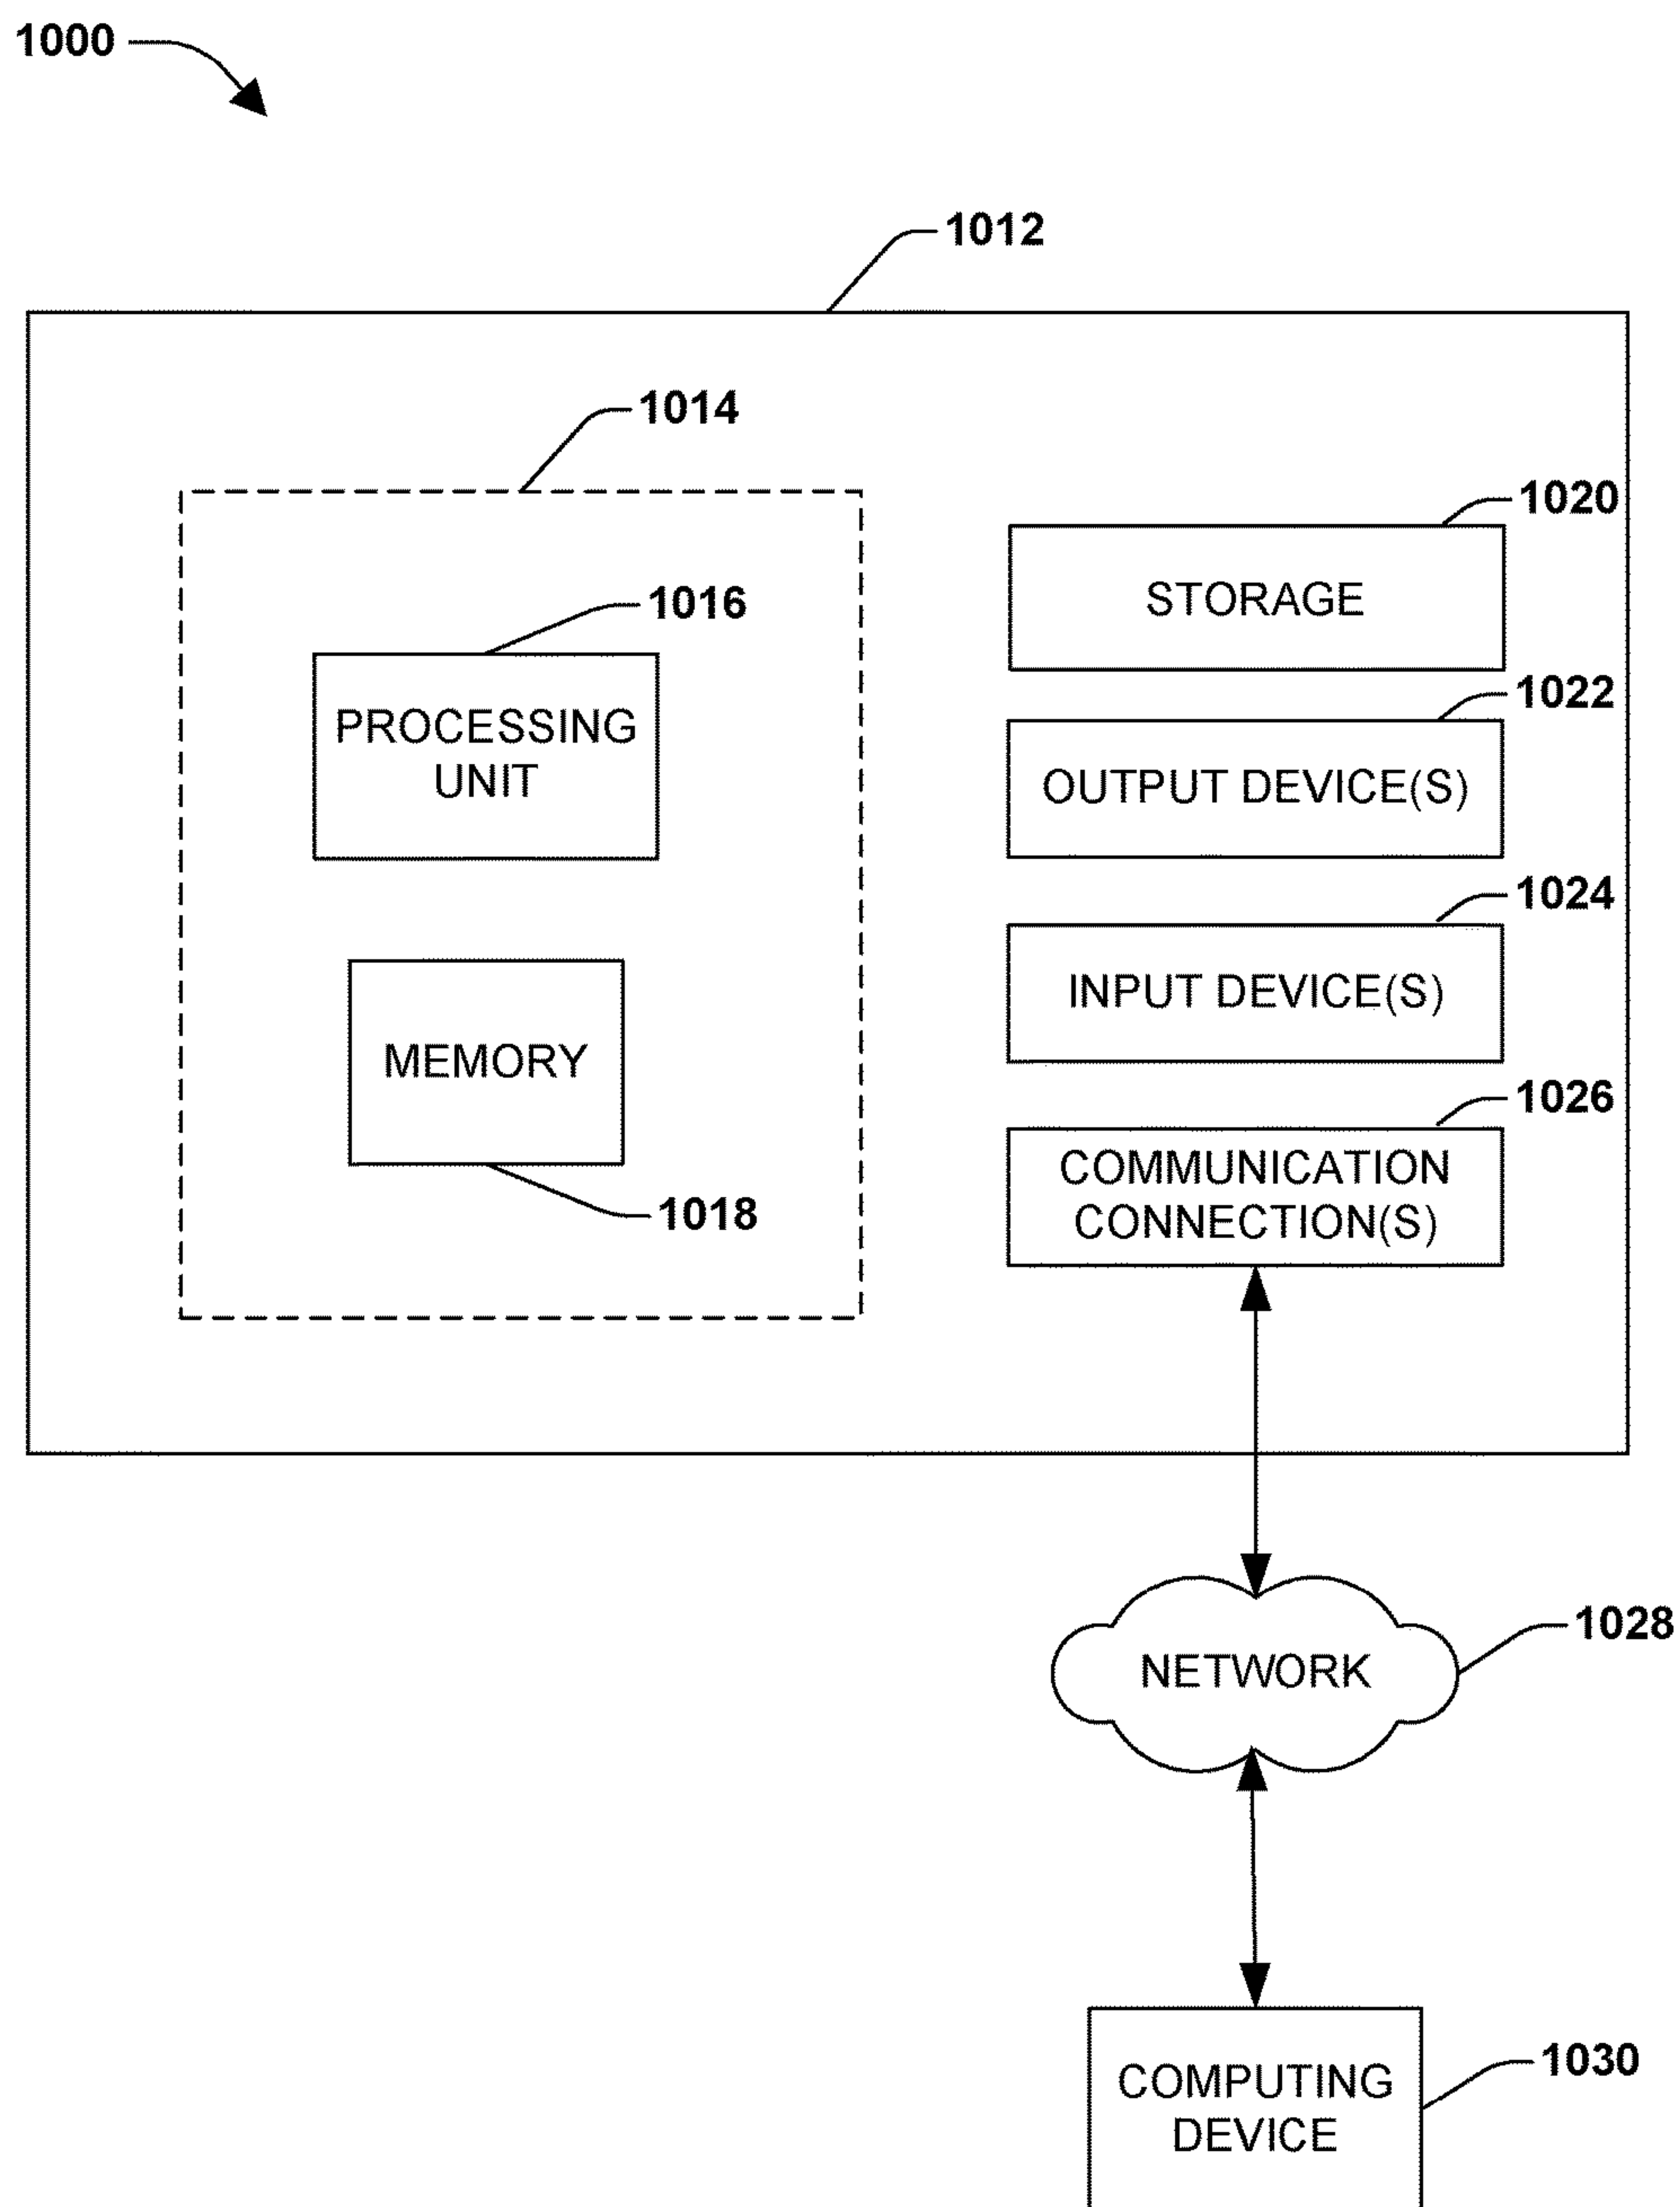 1000
1012
1014
1020
STORAGE
1016
PROCESSING
UNIT
1022
OUTPUT DEVICE(S)
1024
INPUT DEVICE(S)
MEMORY
1018
1026
COMMUNICATION
CONNECTION(S)
1028
NETWORK
1030
COMPUTING
DEVICE